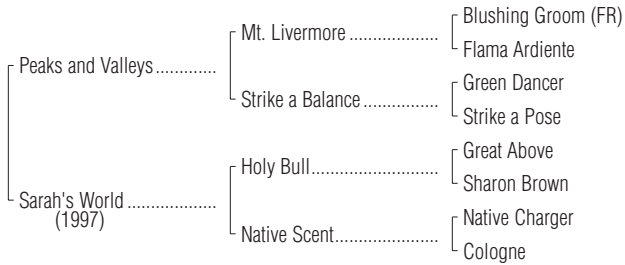 Peaks and Valleys
Sarah's World
(1997)
Mt. Livermore
Strike a Balance
Holy Bull
Native Scent
Blushing Groom (FR)
Flama Ardiente
Green Dancer
Strike a Pose
Great Above
Sharon Brown
Native Charger
Cologne